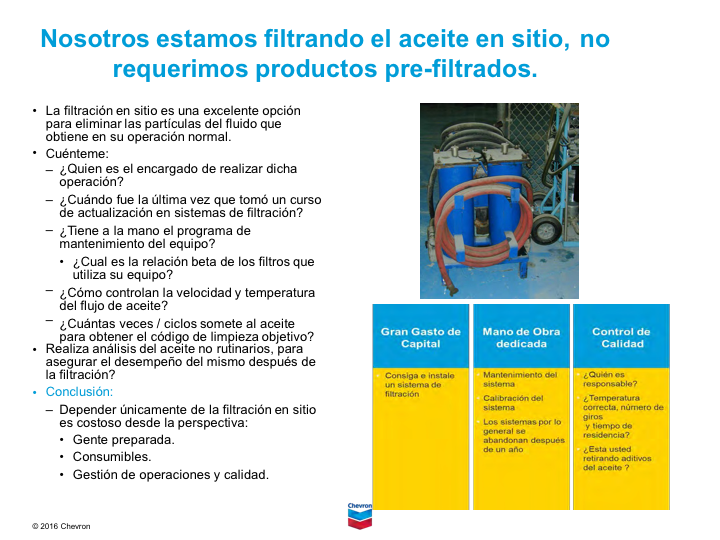 Nosotros estamos filtrando el aceite en sitio, no
requerimos productos pre-filtrados.
• La filtración en sitio es una excelente opción
para eliminar las partículas del fluido que
obtiene en su operación normal.
• Cuénteme:
– ¿Quien es el encargado de realizar dicha
operación?
– ¿Cuándo fue la última vez que tomó un curso
de actualización en sistemas de filtración?
– ¿Tiene a la mano el programa de
mantenimiento del equipo?
• ¿Cual es la relación beta de los filtros que
utiliza su equipo?
– ¿Cómo controlan la velocidad y temperatura
del flujo de aceite?
– ¿Cuántas veces / ciclos somete al aceite
para obtener el código de limpieza objetivo?
• Realiza análisis del aceite no rutinarios, para
asegurar el desempeño del mismo después de
la filtración?
• Conclusión:
– Depender únicamente de la filtración en sitio
es costoso desde la perspectiva:
• Gente preparada.
• Consumibles.
• Gestión de operaciones y calidad.
Gran Gasto de
Capital
• Consiga e instale
un sistema de
filtración
Mano de Obra
dedicada
• Mantenimiento del
sistema
• Calibración del
sistema
• Los sistemas por lo
general se
abandonan después
de un año
Control de
Calidad
• ¿Quién es
responsable?
• ¿Temperatura
correcta, número de
giros
y tiempo de
residencia?
• ¿Esta usted
retirando aditivos
del aceite ?
Chevron
© 2016 Chevron